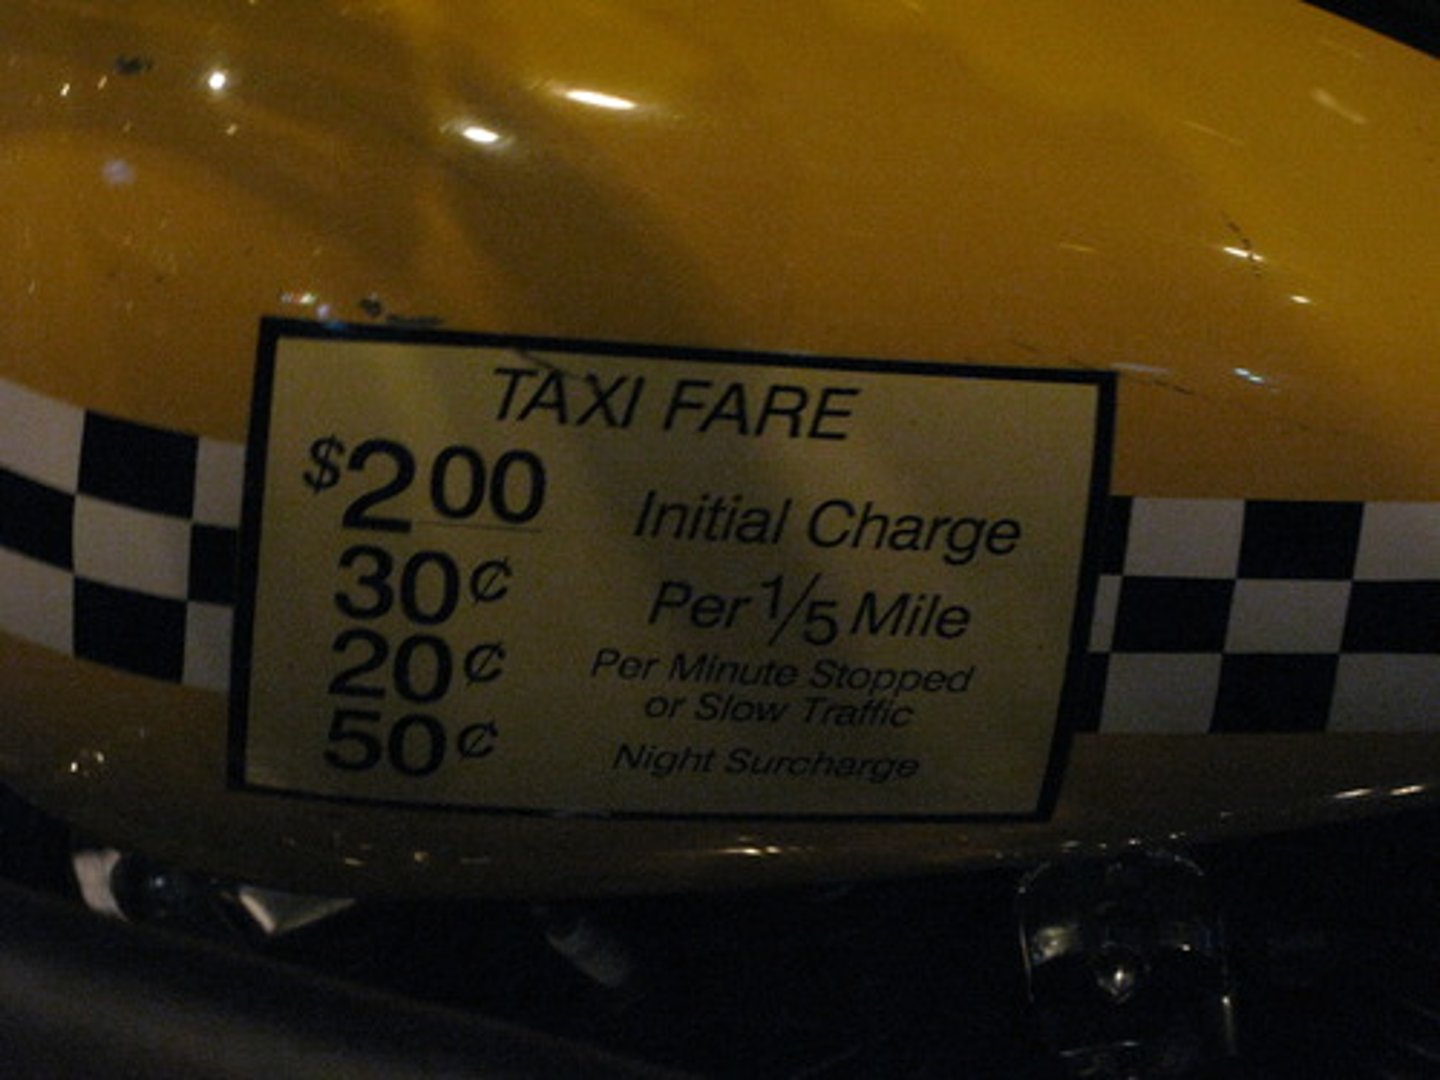 TAXI FARE
$2 00 Initial Charge
30¢ Per 1/5 Mile
20¢ Per Minute Stopped
or Slow Traffic
50¢ Night Surcharge